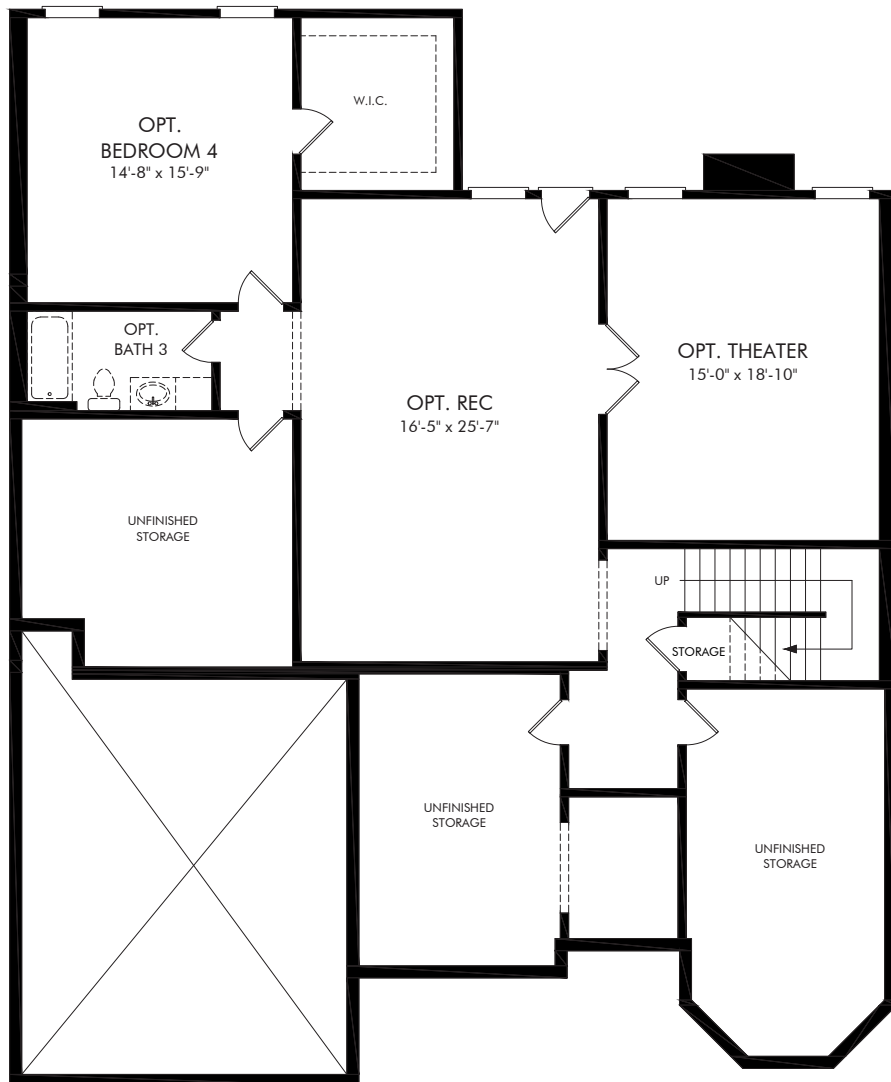 W.I.C.
OPT.
BEDROOM 4
14'-8" x 15'-9"
OPT.
BATH 3
OPT. THEATER
15'-0" x 18'-10"
OPT. REC
16'-5" x 25'-7"
UNFINISHED
STORAGE
UP
STORAGE
UNFINISHED
STORAGE
UNFINISHED
STORAGE